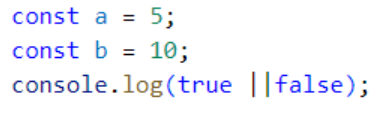 const a = 5;
const b = 10;
console.log(true ||false);